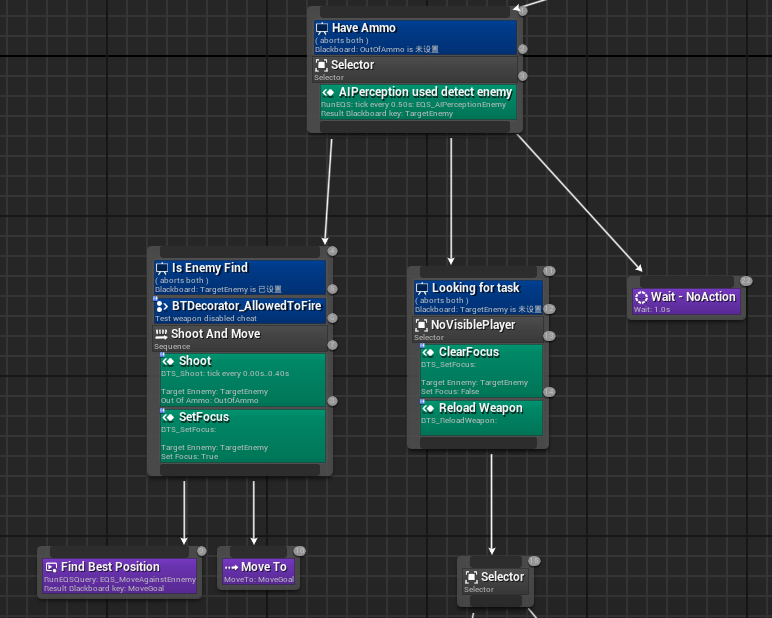 Have Ammo
( aborts both )
Blackboard: OutOfAmmo is 未设置
Selector
Selector
AIPerception used detect enemy
RunEQS: tick every 0.50s: EQS_AIPerceptionEnemy
Result Blackboard key: TargetEnemy
Is Enemy Find
( aborts both )
Blackboard: TargetEnemy is 已设置
BTDecorator_AllowedToFire
Test weapon disabled cheat
Shoot And Move
Sequence
Shoot
BTS_Shoot: tick every 0.00s..0.40s
Target Ennemy: TargetEnemy
Out Of Ammo: OutOfAmmo
SetFocus
BTS_SetFocus:
Target Ennemy: TargetEnemy
Set Focus: True
Looking for task
( aborts both )
Blackboard: TargetEnemy is 未设置
NoVisiblePlayer
Selector
ClearFocus
BTS_SetFocus:
Target Ennemy: TargetEnemy
Set Focus: False
Reload Weapon
BTS_ReloadWeapon:
Wait - NoAction
Wait: 1.0s
Find Best Position
RunEQSQuery: EQS_MoveAgainstEnnemy
Result Blackboard key: MoveGoal
Move To
MoveTo: MoveGoal
Selector
Selector